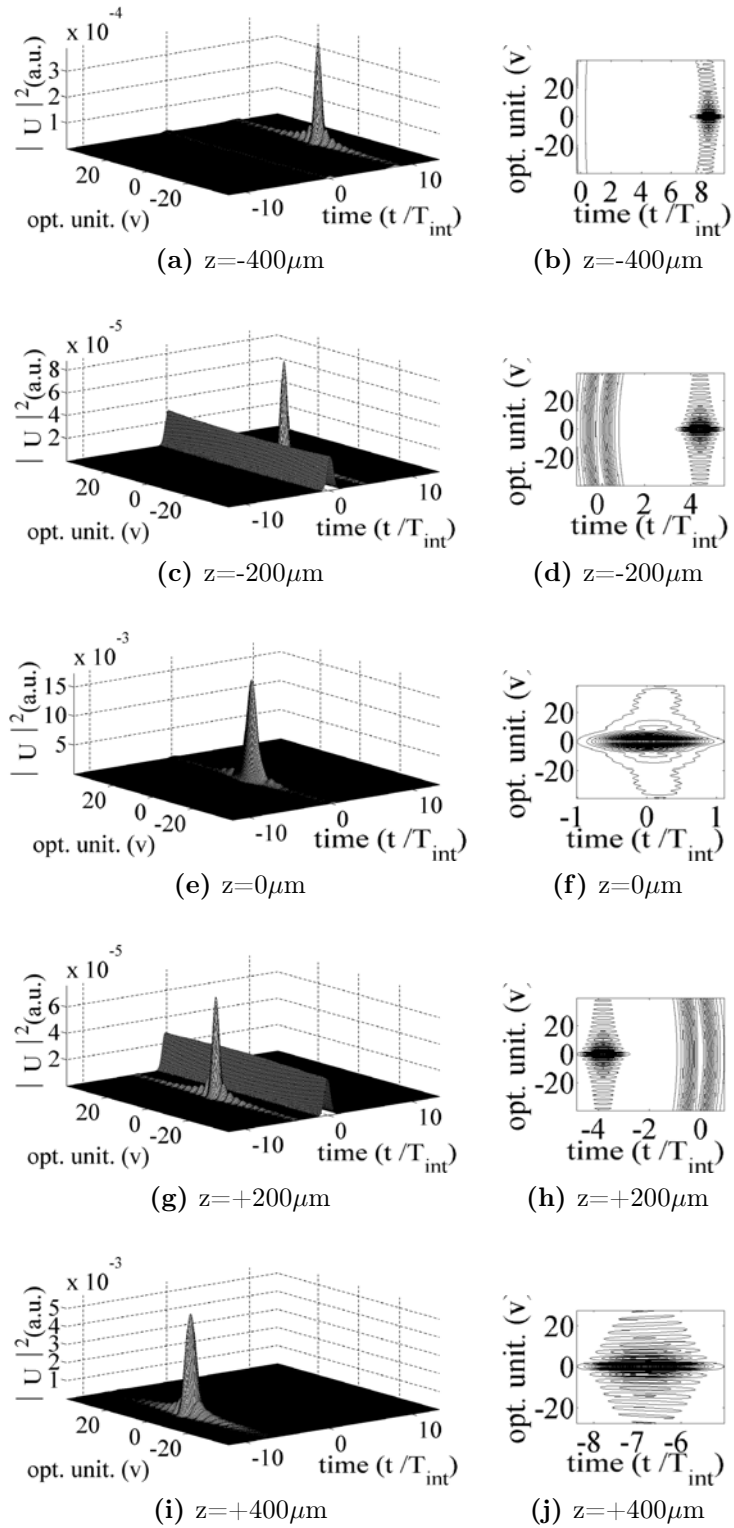 x 10⁻⁴
| U |²(a.u.)
3
2
1
20
0
-20
opt. unit. (v)
-10
0
10
time (t /T_int)
opt. unit. (v)
20
0
-20
0 2 4 6 8
time (t/T_int)
(a) z=-400μm
(b) z=-400μm
x 10⁻⁵
| U |²(a.u.)
8
6
4
2
20
0
-20
opt. unit. (v)
-10
0
10
time (t /T_int)
opt. unit. (v)
20
0
-20
0 2 4
time (t /T_int)
(c) z=-200μm
(d) z=-200μm
x 10⁻³
| U |²(a.u.)
15
10
5
20
0
-20
opt. unit. (v)
-10
0
10
time (t /T_int)
opt. unit. (v)
20
0
-20
-1 0 1
time (t /T_int)
(e) z=0μm
(f) z=0μm
x 10⁻⁵
| U |²(a.u.)
6
4
2
20
0
-20
opt. unit. (v)
-10
0
10
time (t /T_int)
opt. unit. (v)
20
0
-20
-4 -2 0
time (t /T_int)
(g) z=+200μm
(h) z=+200μm
x 10⁻³
| U |²(a.u.)
5
4
3
2
1
20
0
-20
opt. unit. (v)
-10
0
10
time (t /T_int)
opt. unit. (v)
20
0
-20
-8 -7 -6
time (t /T_int)
(i) z=+400μm
(j) z=+400μm